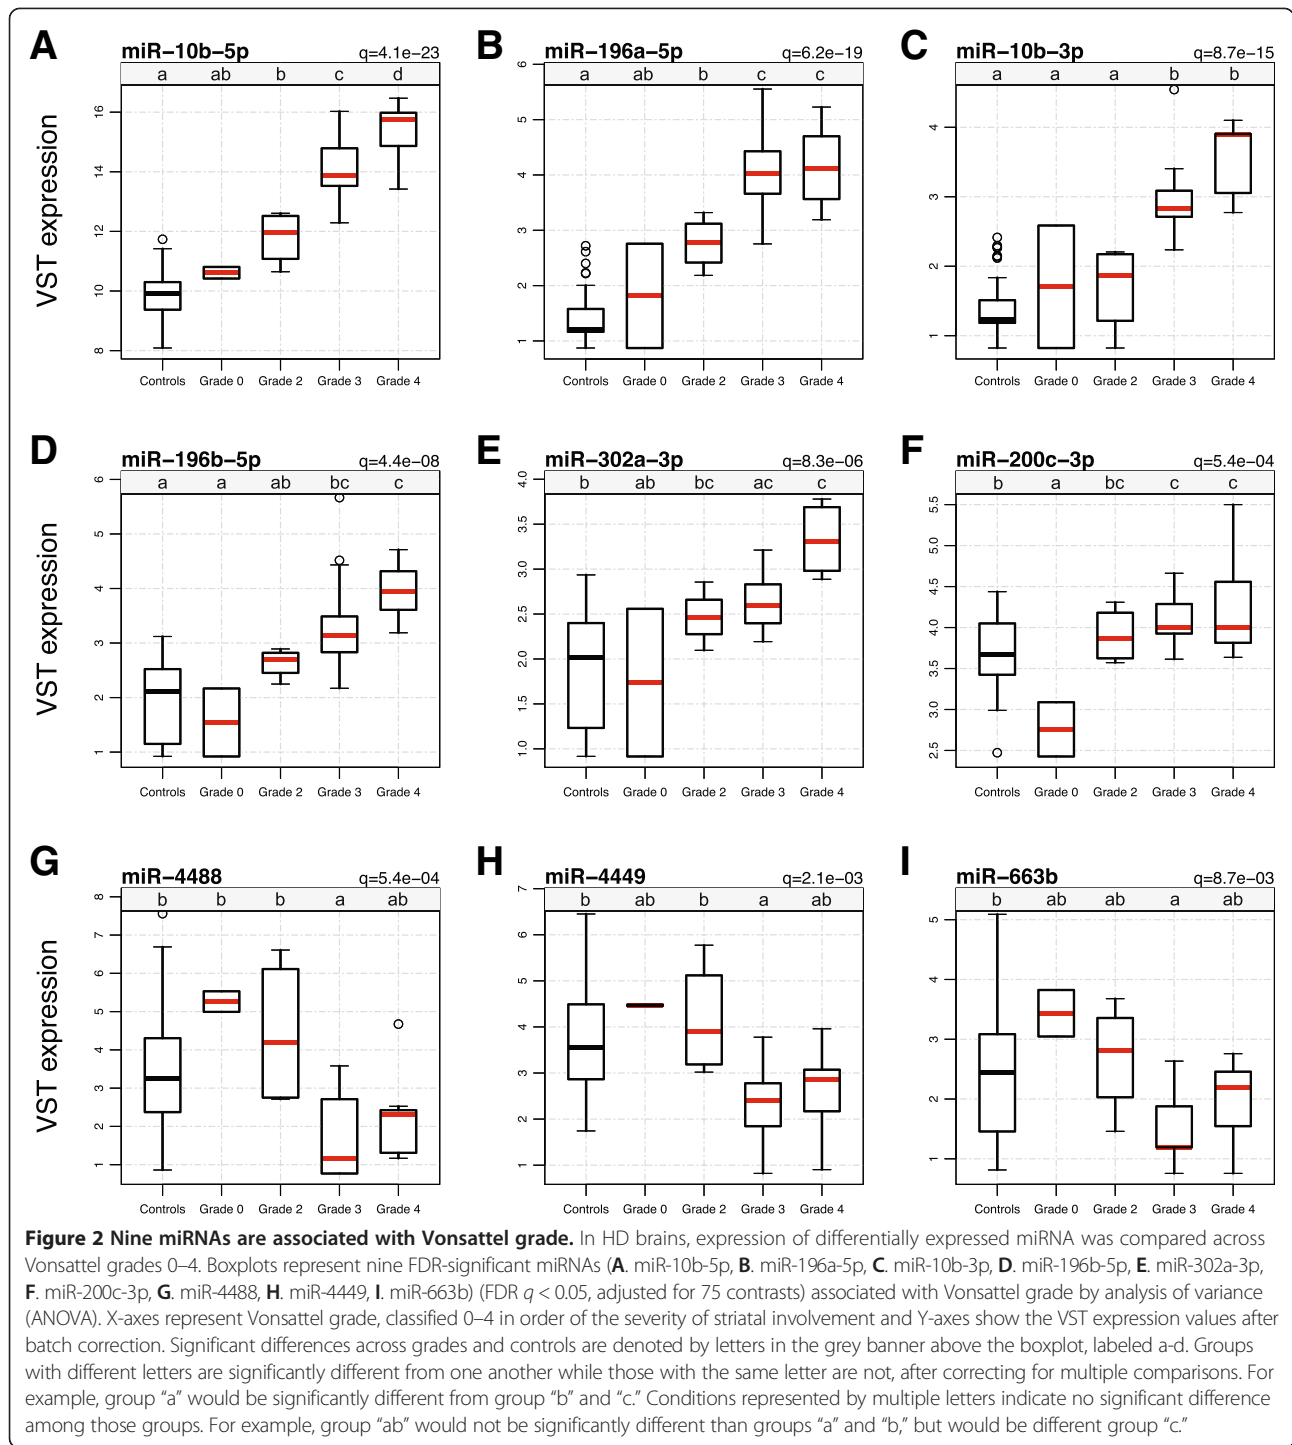 A
miR−10b−5p
q=4.1e−23
a ab b c d
VST expression
16
14
12
10
8
Controls Grade 0 Grade 2 Grade 3 Grade 4
B
miR−196a−5p
q=6.2e−19
a ab b c c
6
5
4
3
2
1
Controls Grade 0 Grade 2 Grade 3 Grade 4
C
miR−10b−3p
q=8.7e−15
a a a b b
4
3
2
1
Controls Grade 0 Grade 2 Grade 3 Grade 4
D
miR−196b−5p
q=4.4e−08
a a ab bc c
VST expression
6
5
4
3
2
1
Controls Grade 0 Grade 2 Grade 3 Grade 4
E
miR−302a−3p
q=8.3e−06
b ab bc ac c
4.0
3.5
3.0
2.5
2.0
1.5
1.0
Controls Grade 0 Grade 2 Grade 3 Grade 4
F
miR−200c−3p
q=5.4e−04
b a bc c c
5.5
5.0
4.5
4.0
3.5
3.0
2.5
Controls Grade 0 Grade 2 Grade 3 Grade 4
G
miR−4488
q=5.4e−04
b b b a ab
VST expression
8
7
6
5
4
3
2
1
Controls Grade 0 Grade 2 Grade 3 Grade 4
H
miR−4449
q=2.1e−03
b ab b a ab
7
6
5
4
3
2
1
Controls Grade 0 Grade 2 Grade 3 Grade 4
I
miR−663b
q=8.7e−03
b ab ab a ab
5
4
3
2
1
Controls Grade 0 Grade 2 Grade 3 Grade 4
Figure 2 Nine miRNAs are associated with Vonsattel grade. In HD brains, expression of differentially expressed miRNA was compared across
Vonsattel grades 0–4. Boxplots represent nine FDR-significant miRNAs (A. miR-10b-5p, B. miR-196a-5p, C. miR-10b-3p, D. miR-196b-5p, E. miR-302a-3p,
F. miR-200c-3p, G. miR-4488, H. miR-4449, I. miR-663b) (FDR q < 0.05, adjusted for 75 contrasts) associated with Vonsattel grade by analysis of variance
(ANOVA). X-axes represent Vonsattel grade, classified 0–4 in order of the severity of striatal involvement and Y-axes show the VST expression values after
batch correction. Significant differences across grades and controls are denoted by letters in the grey banner above the boxplot, labeled a-d. Groups
with different letters are significantly different from one another while those with the same letter are not, after correcting for multiple comparisons. For
example, group “a” would be significantly different from group “b” and “c.” Conditions represented by multiple letters indicate no significant difference
among those groups. For example, group “ab” would not be significantly different than groups “a” and “b,” but would be different group “c.”